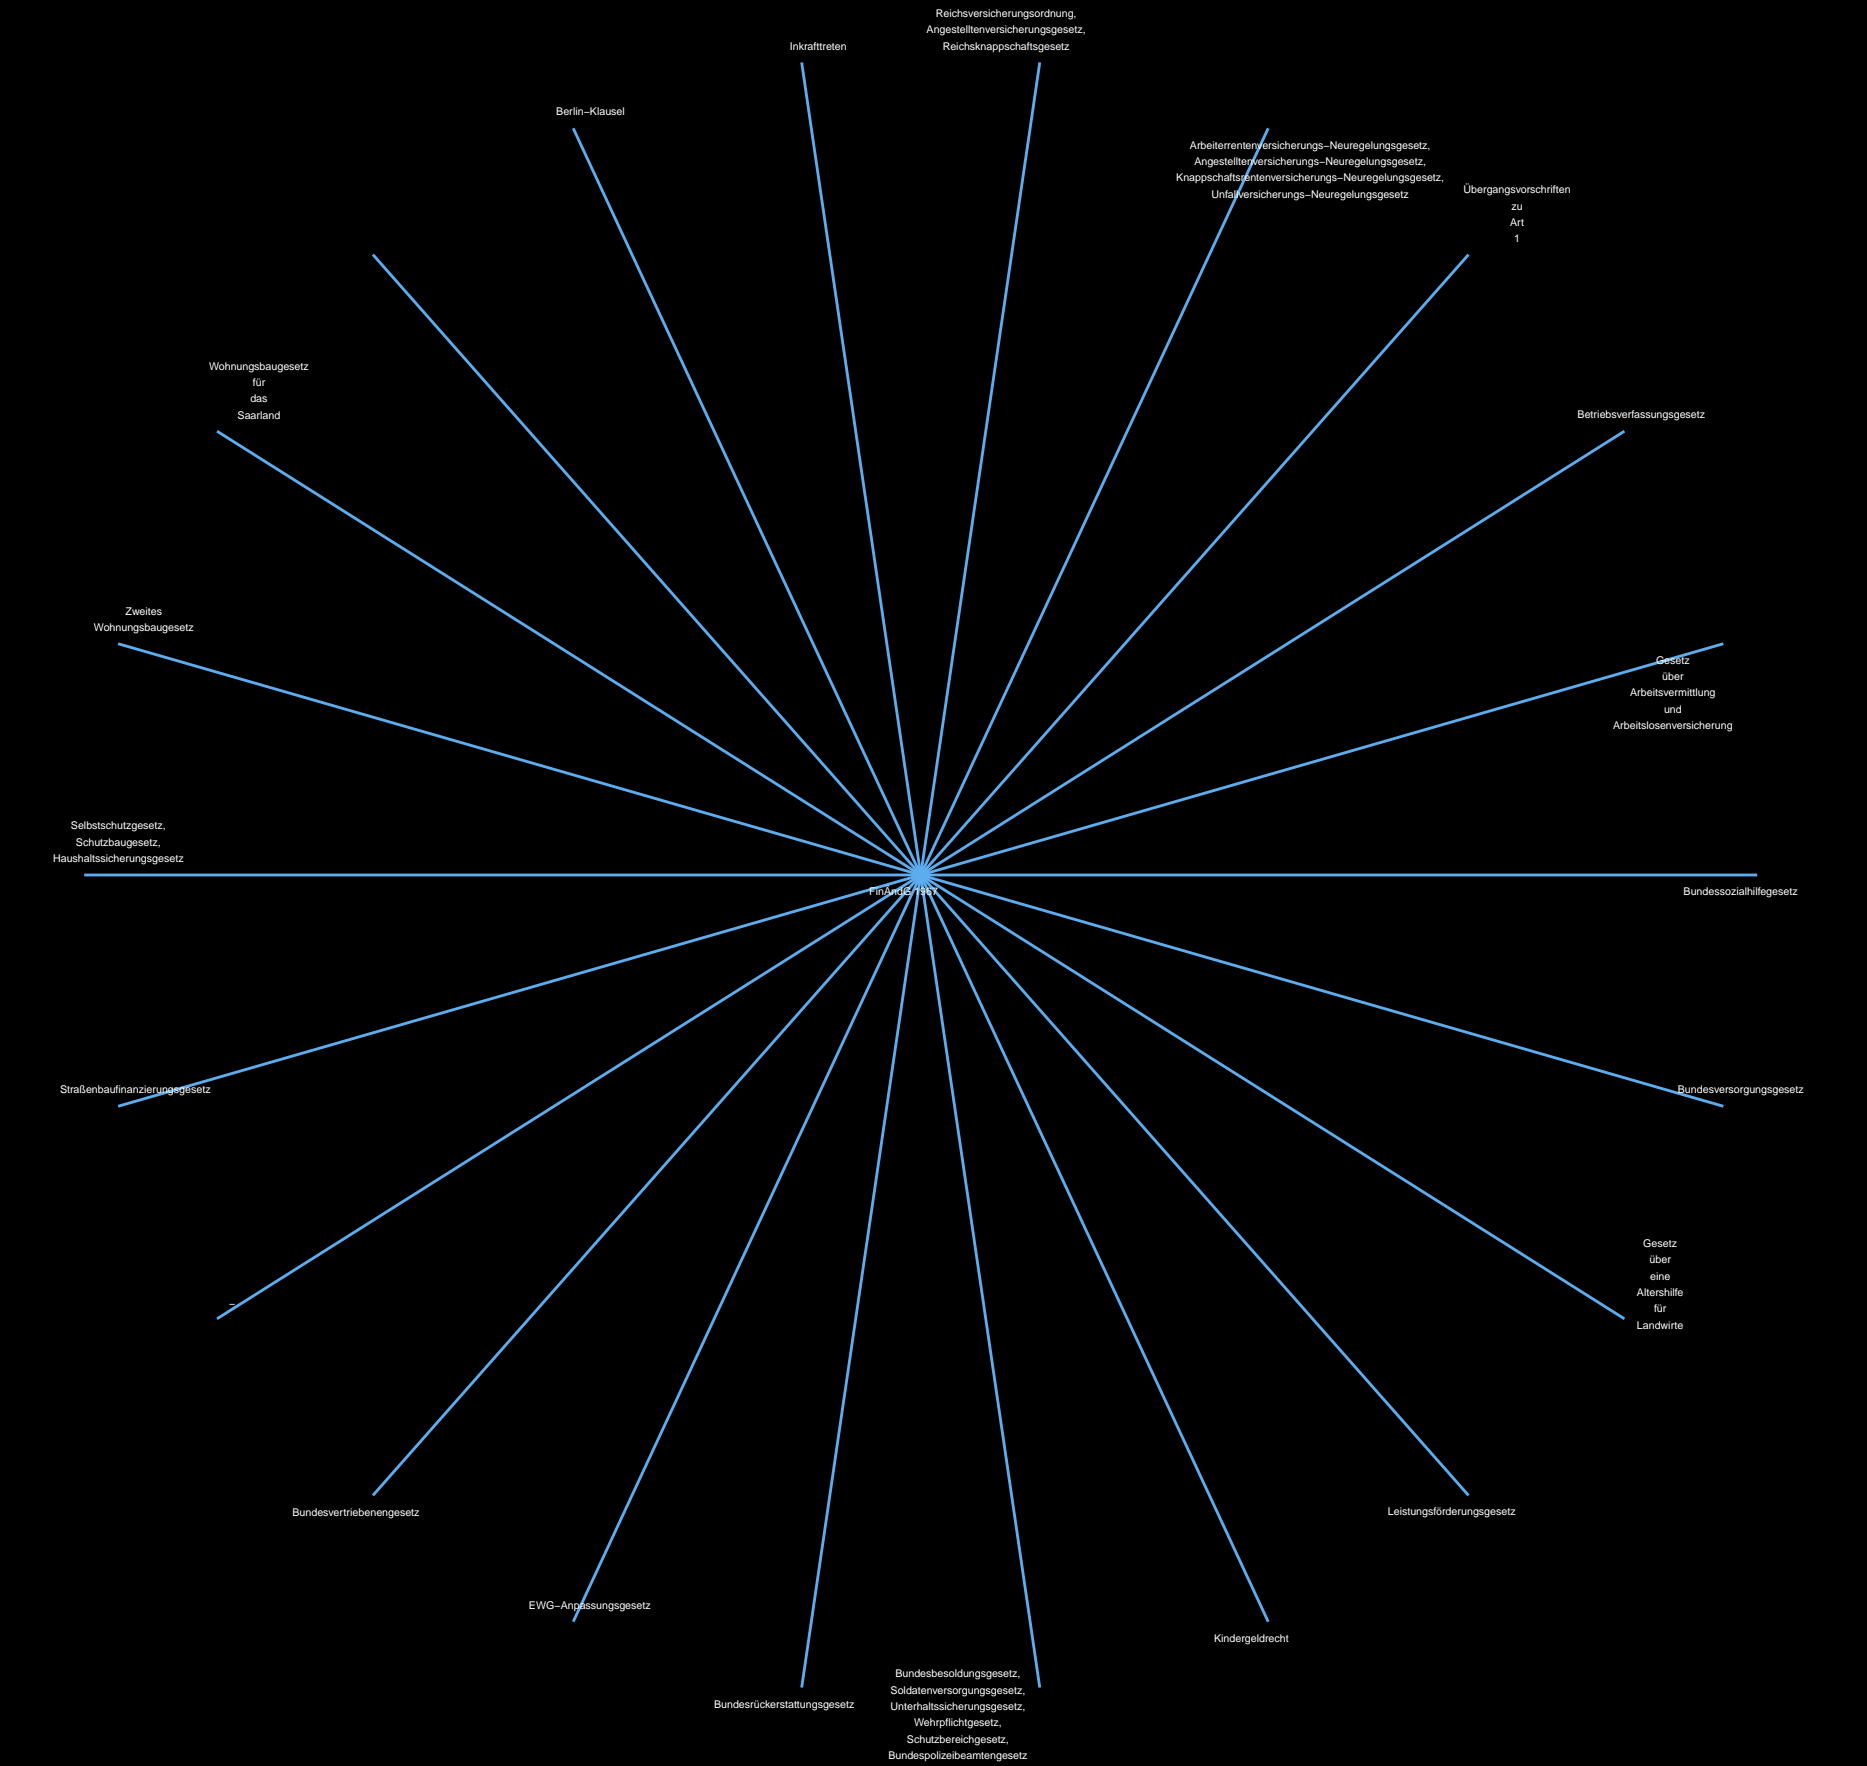 Reichsversicherungsordnung,
Angestelltenversicherungsgesetz,
Reichsknappschaftsgesetz
Inkrafttreten
Berlin–Klausel
Arbeiterrentenversicherungs–Neuregelungsgesetz,
Angestelltenversicherungs–Neuregelungsgesetz,
Knappschaftsrentenversicherungs–Neuregelungsgesetz,
Unfallversicherungs–Neuregelungsgesetz
Übergangsvorschriften
zu
Art
1
Wohnungsbaugesetz
für
das
Saarland
Betriebsverfassungsgesetz
Zweites
Wohnungsbaugesetz
Gesetz
über
Arbeitsvermittlung
und
Arbeitslosenversicherung
Selbstschutzgesetz,
Schutzbaugesetz,
Haushaltssicherungsgesetz
FinÄndG 1967
Bundessozialhilfegesetz
Straßenbaufinanzierungsgesetz
Bundesversorgungsgesetz
Gesetz
über
eine
Altershilfe
für
Landwirte
–
Bundesvertriebenengesetz
Leistungsförderungsgesetz
EWG–Anpassungsgesetz
Kindergeldrecht
Bundesrückerstattungsgesetz
Bundesbesoldungsgesetz,
Soldatenversorgungsgesetz,
Unterhaltssicherungsgesetz,
Wehrpflichtgesetz,
Schutzbereichgesetz,
Bundespolizeibeamtengesetz